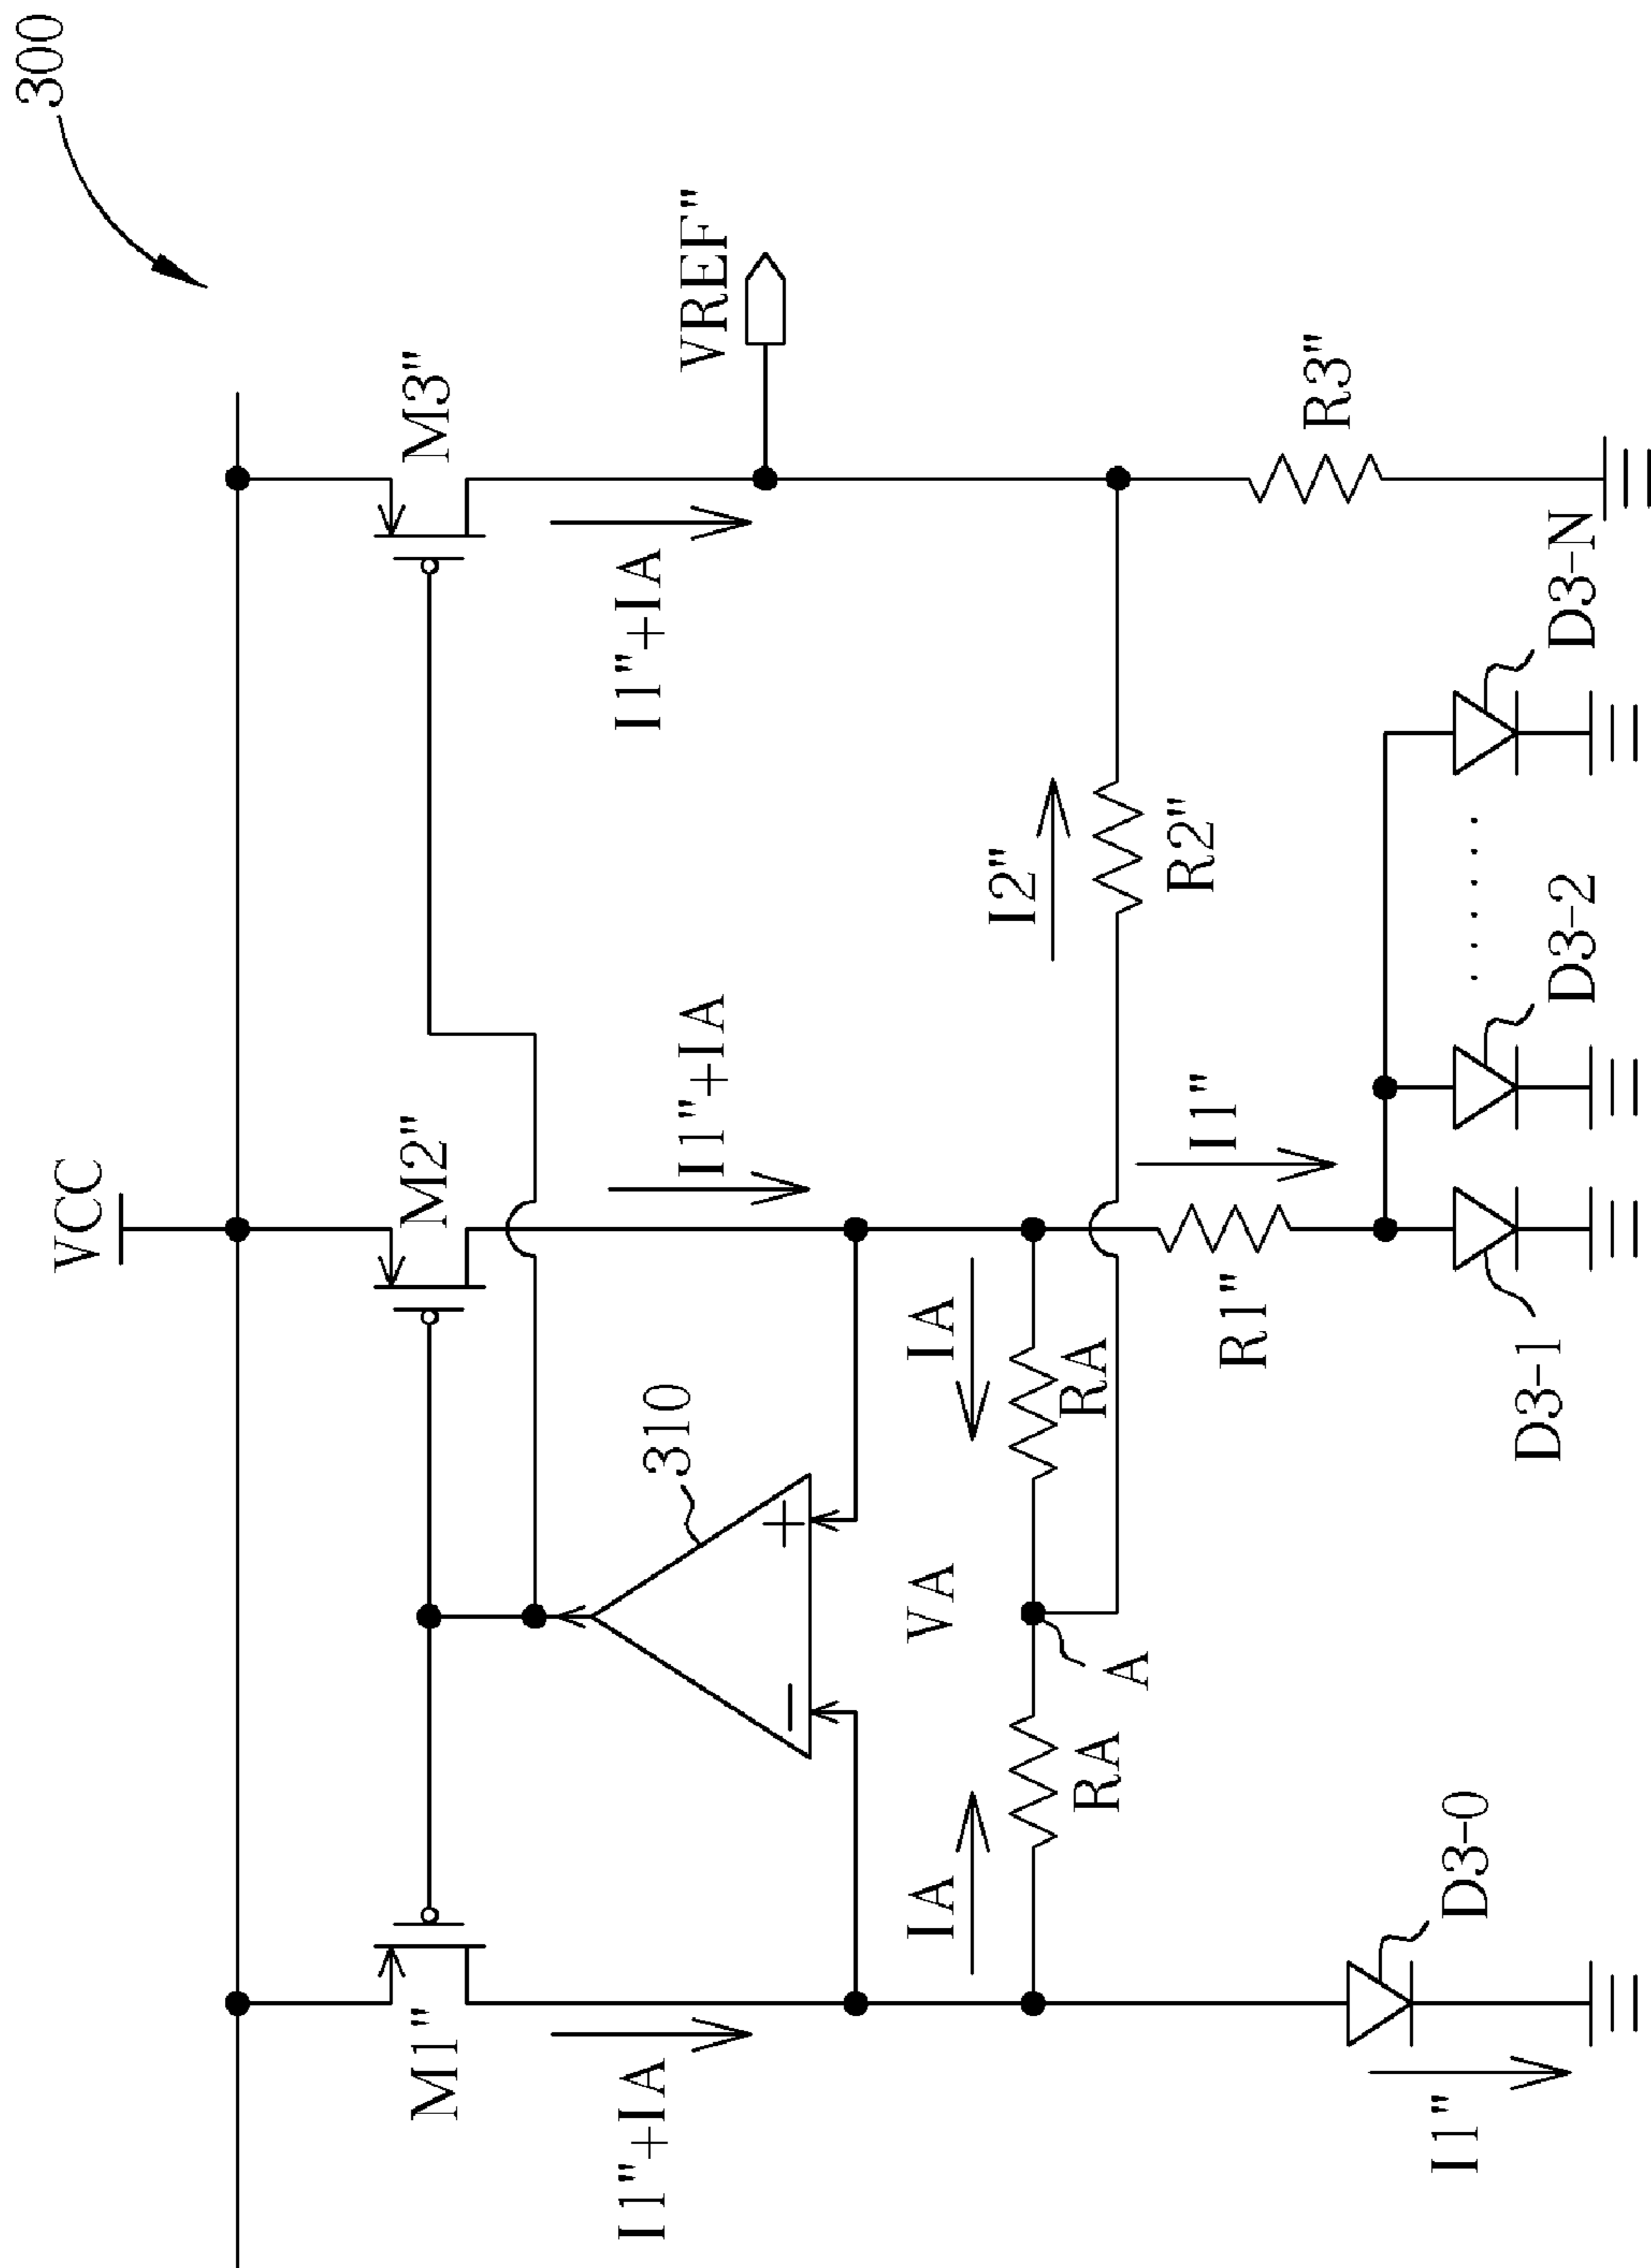 300
VCC
M1"
M2"
M3"
I1"+IA
I1"+IA
I1"+IA
VREF"
310
−
+
IA
VA
IA
I2"
RA
A
RA
R2"
R3"
R1"
I1"
I1"
D3-0
D3-1
D3-2
......
D3-N